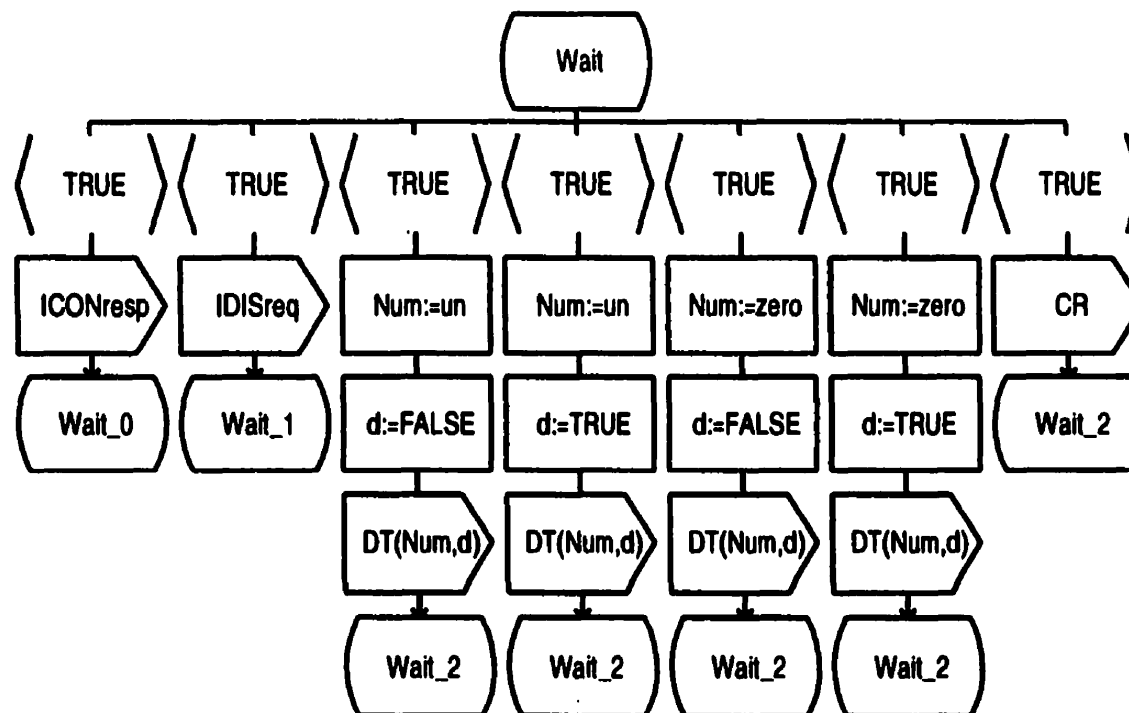 Wait
TRUE TRUE TRUE TRUE TRUE TRUE TRUE
ICONresp IDISreq Num:=un Num:=un Num:=zero Num:=zero CR
Wait_0 Wait_1 d:=FALSE d:=TRUE d:=FALSE d:=TRUE Wait_2
DT(Num,d) DT(Num,d) DT(Num,d) DT(Num,d)
Wait_2 Wait_2 Wait_2 Wait_2